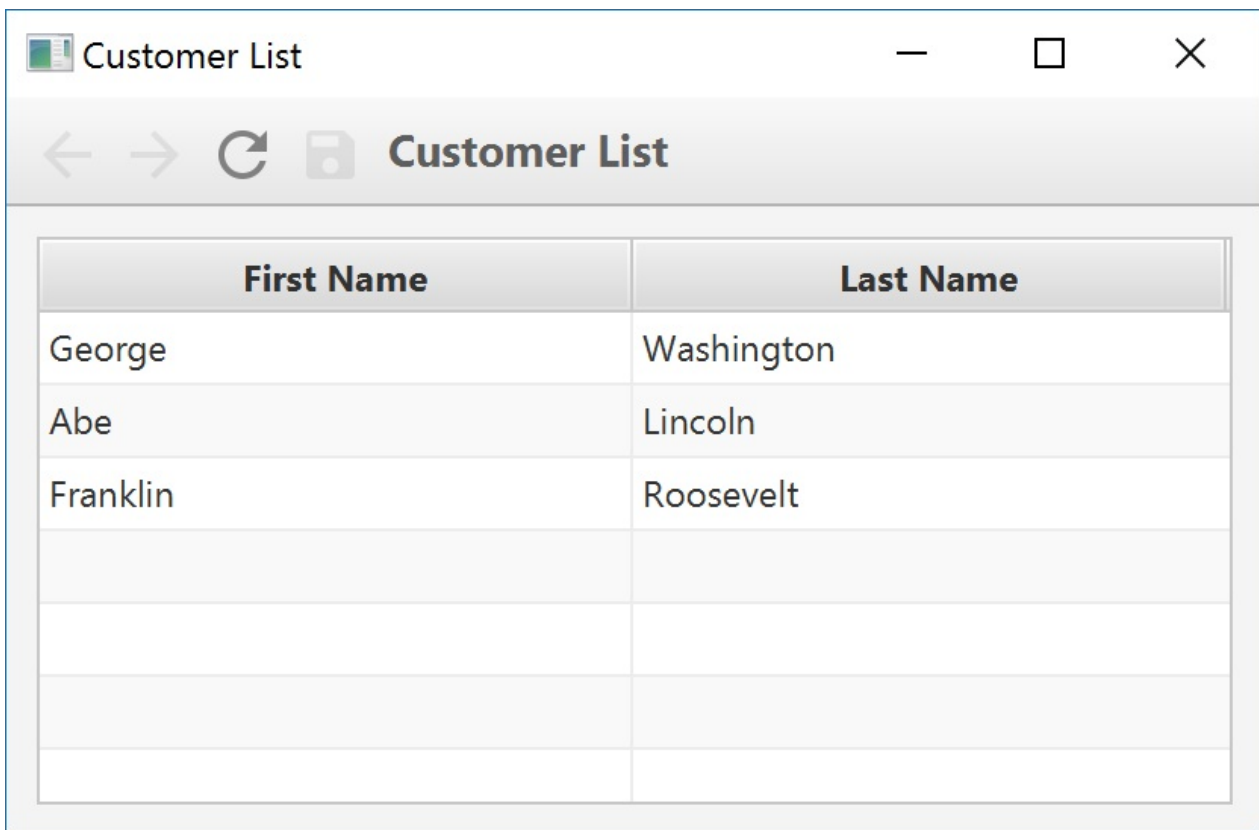 Customer List
Customer List
First Name Last Name
George Washington
Abe Lincoln
Franklin Roosevelt